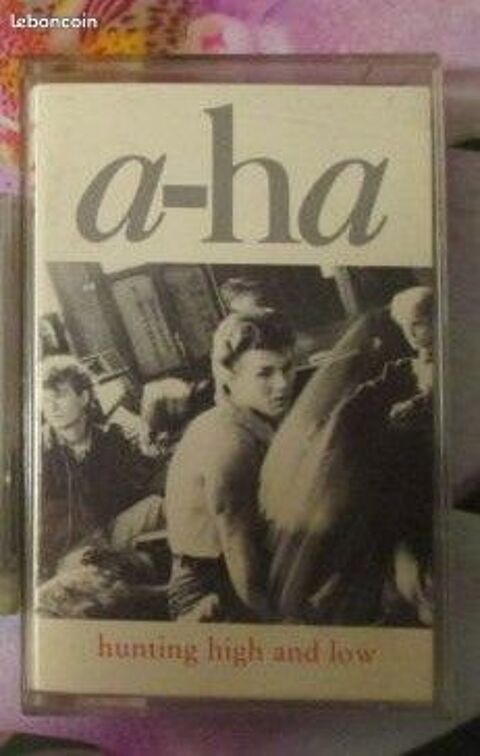 leboncoin
a-ha
hunting high and low